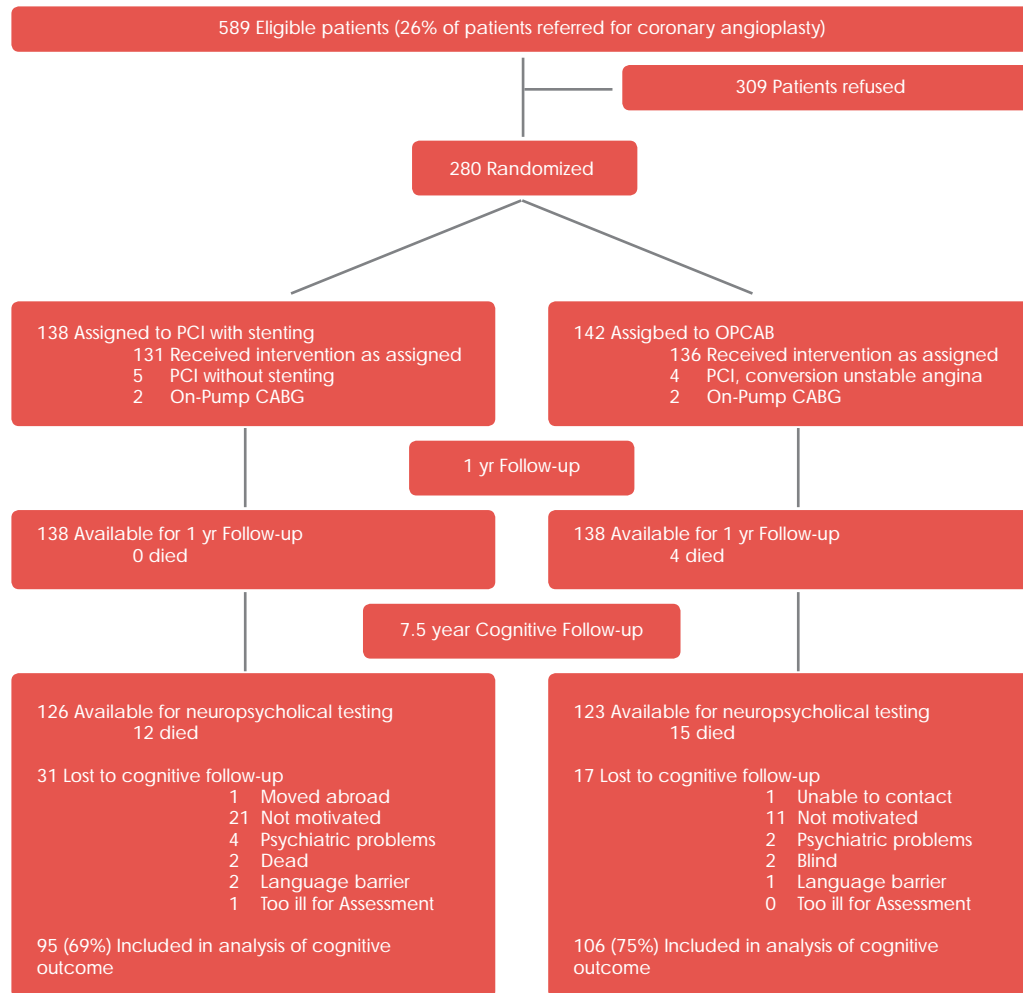 589 Eligible patients (26% of patients referred for coronary angioplasty)
309 Patients refused
280 Randomized
138 Assigned to PCI with stenting
131 Received intervention as assigned
5 PCI without stenting
2 On-Pump CABG
142 Assigbed to OPCAB
136 Received intervention as assigned
4 PCI, conversion unstable angina
2 On-Pump CABG
1 yr Follow-up
138 Available for 1 yr Follow-up
0 died
138 Available for 1 yr Follow-up
4 died
7.5 year Cognitive Follow-up
126 Available for neuropsycholical testing
12 died
31 Lost to cognitive follow-up
1 Moved abroad
21 Not motivated
4 Psychiatric problems
2 Dead
2 Language barrier
1 Too ill for Assessment
95 (69%) Included in analysis of cognitive
outcome
123 Available for neuropsycholical testing
15 died
17 Lost to cognitive follow-up
1 Unable to contact
11 Not motivated
2 Psychiatric problems
2 Blind
1 Language barrier
0 Too ill for Assessment
106 (75%) Included in analysis of cognitive
outcome